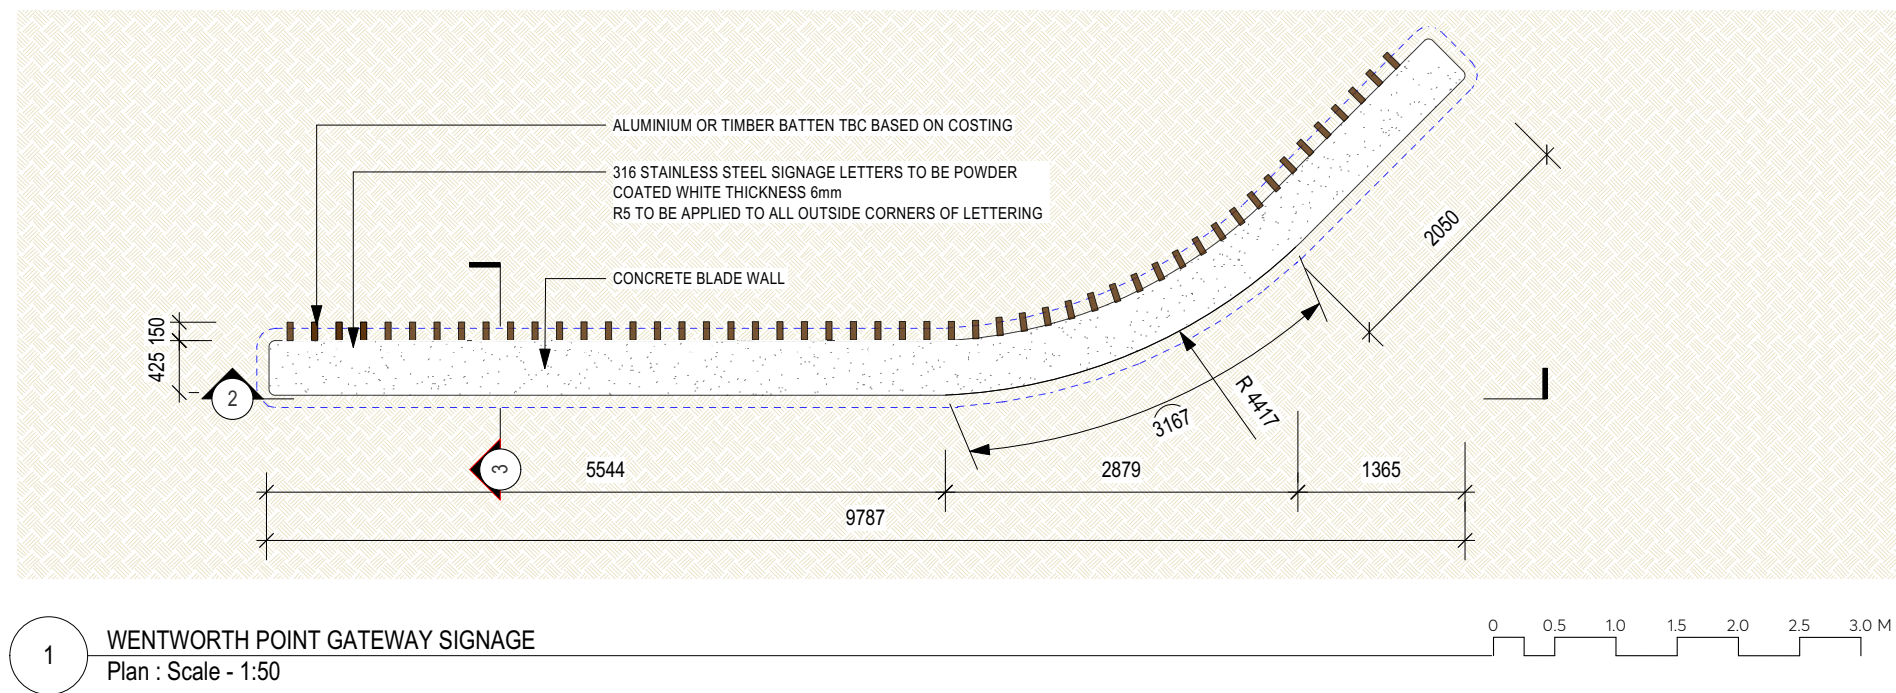 ALUMINIUM OR TIMBER BATTEN TBC BASED ON COSTING
316 STAINLESS STEEL SIGNAGE LETTERS TO BE POWDER
COATED WHITE THICKNESS 6mm
R5 TO BE APPLIED TO ALL OUTSIDE CORNERS OF LETTERING
CONCRETE BLADE WALL
2050
150
425
2
R 4417
3167
3
5544
2879
1365
9787
1
WENTWORTH POINT GATEWAY SIGNAGE
Plan : Scale - 1:50
0 0.5 1.0 1.5 2.0 2.5 3.0 M